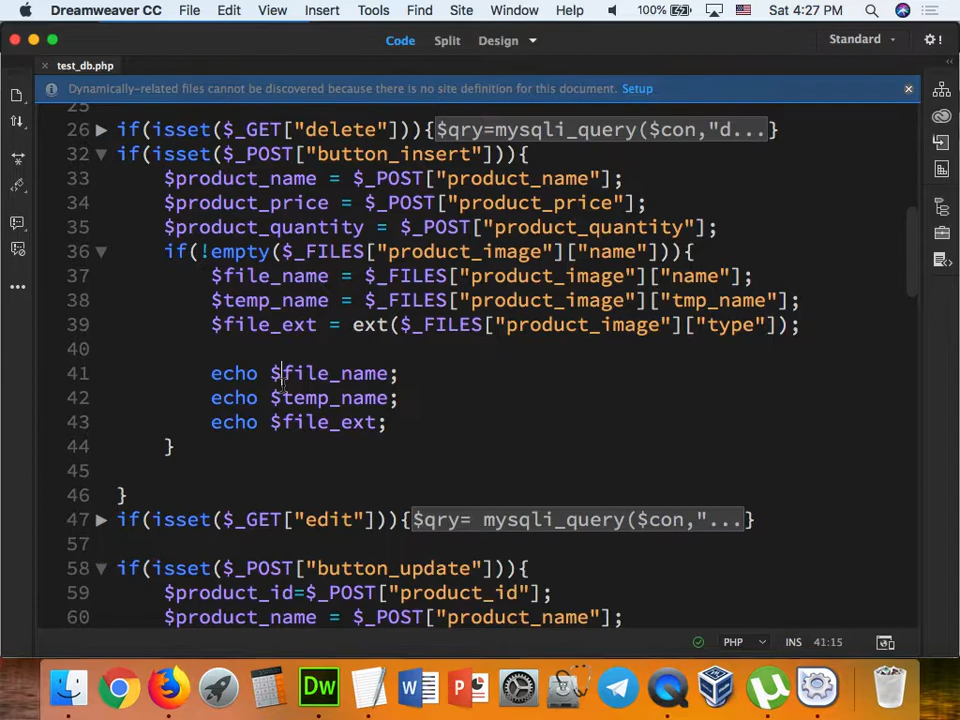 Dreamweaver CC File Edit View Insert Tools Find Site Window Help 100% Sat 4:27 PM
Code Split Design Standard
test_db.php
Dynamically-related files cannot be discovered because there is no site definition for this document. Setup
25
26 if(isset($_GET["delete"])){$qry=mysqli_query($con,"d...}
32 if(isset($_POST["button_insert"])){
33 $product_name = $_POST["product_name"];
34 $product_price = $_POST["product_price"];
35 $product_quantity = $_POST["product_quantity"];
36 if(!empty($_FILES["product_image"]["name"])){
37 $file_name = $_FILES["product_image"]["name"];
38 $temp_name = $_FILES["product_image"]["tmp_name"];
39 $file_ext = ext($_FILES["product_image"]["type"]);
40
41 echo $file_name;
42 echo $temp_name;
43 echo $file_ext;
44 }
45
46 }
47 if(isset($_GET["edit"])){$qry= mysqli_query($con,"...}
57
58 if(isset($_POST["button_update"])){
59 $product_id=$_POST["product_id"];
60 $product_name = $_POST["product_name"];
PHP INS 41:15
Dw